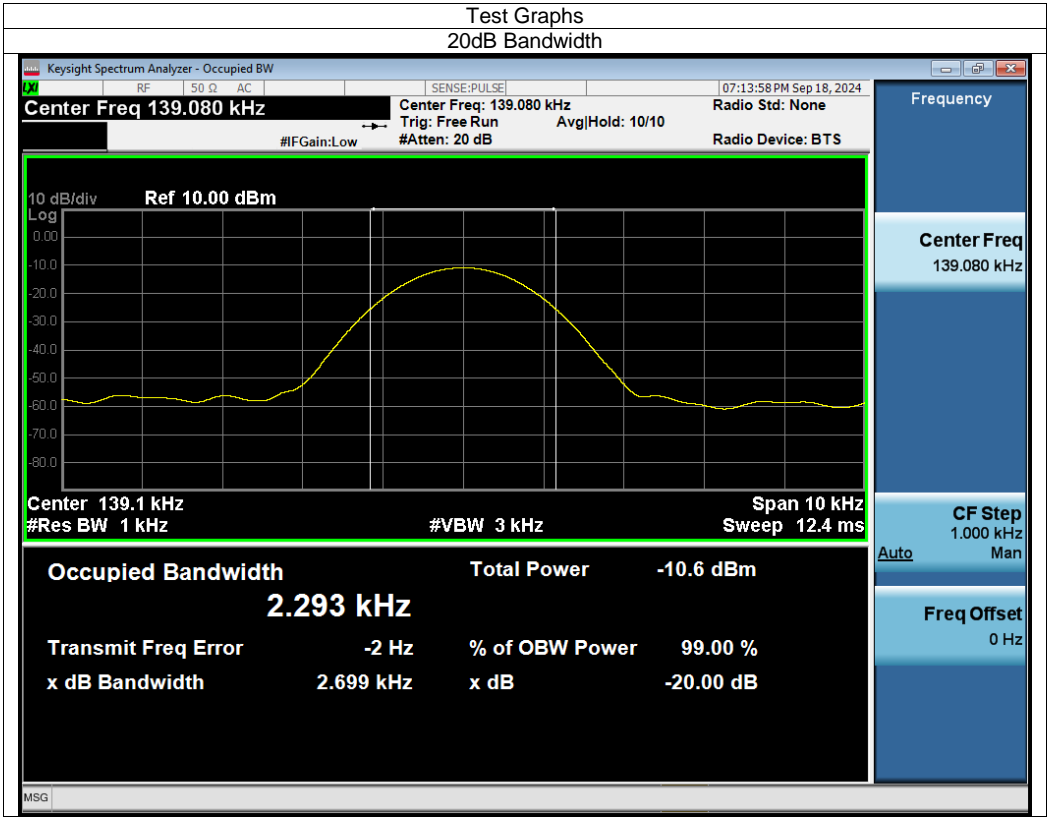 Test Graphs
20dB Bandwidth
Keysight Spectrum Analyzer - Occupied BW
LXI RF 50 Ω AC SENSE:PULSE 07:13:58 PM Sep 18, 2024
Center Freq 139.080 kHz
Center Freq: 139.080 kHz Radio Std: None
Trig: Free Run Avg|Hold: 10/10
#IFGain:Low #Atten: 20 dB Radio Device: BTS
10 dB/div Ref 10.00 dBm
Log
0.00
-10.0
-20.0
-30.0
-40.0
-50.0
-60.0
-70.0
-80.0
Center 139.1 kHz Span 10 kHz
#Res BW 1 kHz #VBW 3 kHz Sweep 12.4 ms
Occupied Bandwidth Total Power -10.6 dBm
2.293 kHz
Transmit Freq Error -2 Hz % of OBW Power 99.00 %
x dB Bandwidth 2.699 kHz x dB -20.00 dB
Frequency
Center Freq
139.080 kHz
CF Step
1.000 kHz
Auto Man
Freq Offset
0 Hz
MSG